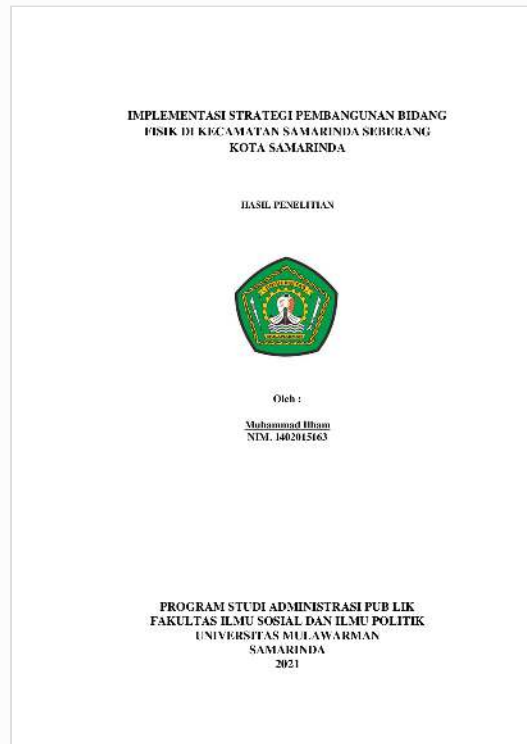 IMPLEMENTASI STRATEGI PEMBANGUNAN BIDANG
FISIK DI KECAMATAN SAMARINDA SEBERANG
KOTA SAMARINDA
HASIL PENELITIAN
MULAWARMAN
Oleh :
Muhammad Ilham
NIM. 1402015163
PROGRAM STUDI ADMINISTRASI PUB LIK
FAKULTAS ILMU SOSIAL DAN ILMU POLITIK
UNIVERSITAS MULAWARMAN
SAMARINDA
2021